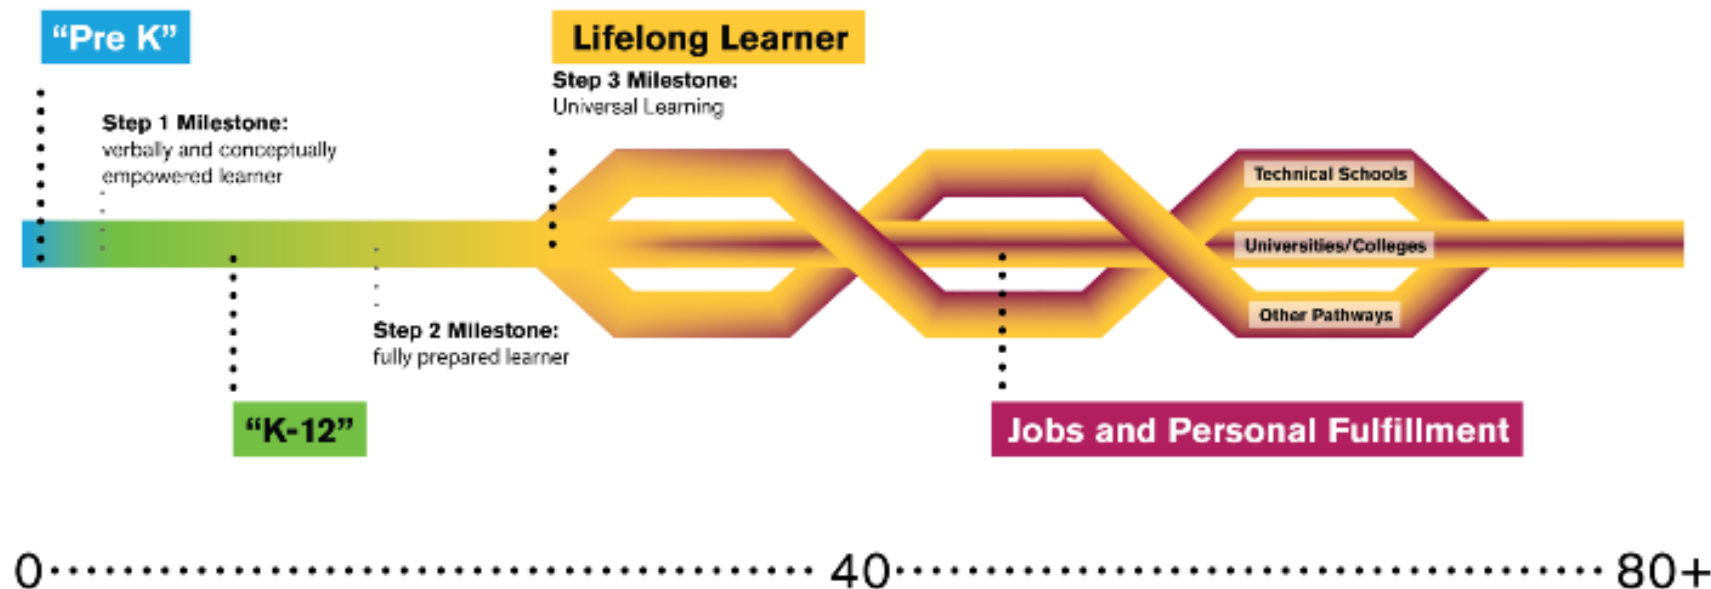 “Pre K”
Lifelong Learner
Step 3 Milestone:
Universal Learning
Step 1 Milestone:
verbally and conceptually
empowered learner
Technical Schools
Universities/Colleges
Other Pathways
Step 2 Milestone:
fully prepared learner
“K-12”
Jobs and Personal Fulfillment
0 40 80+